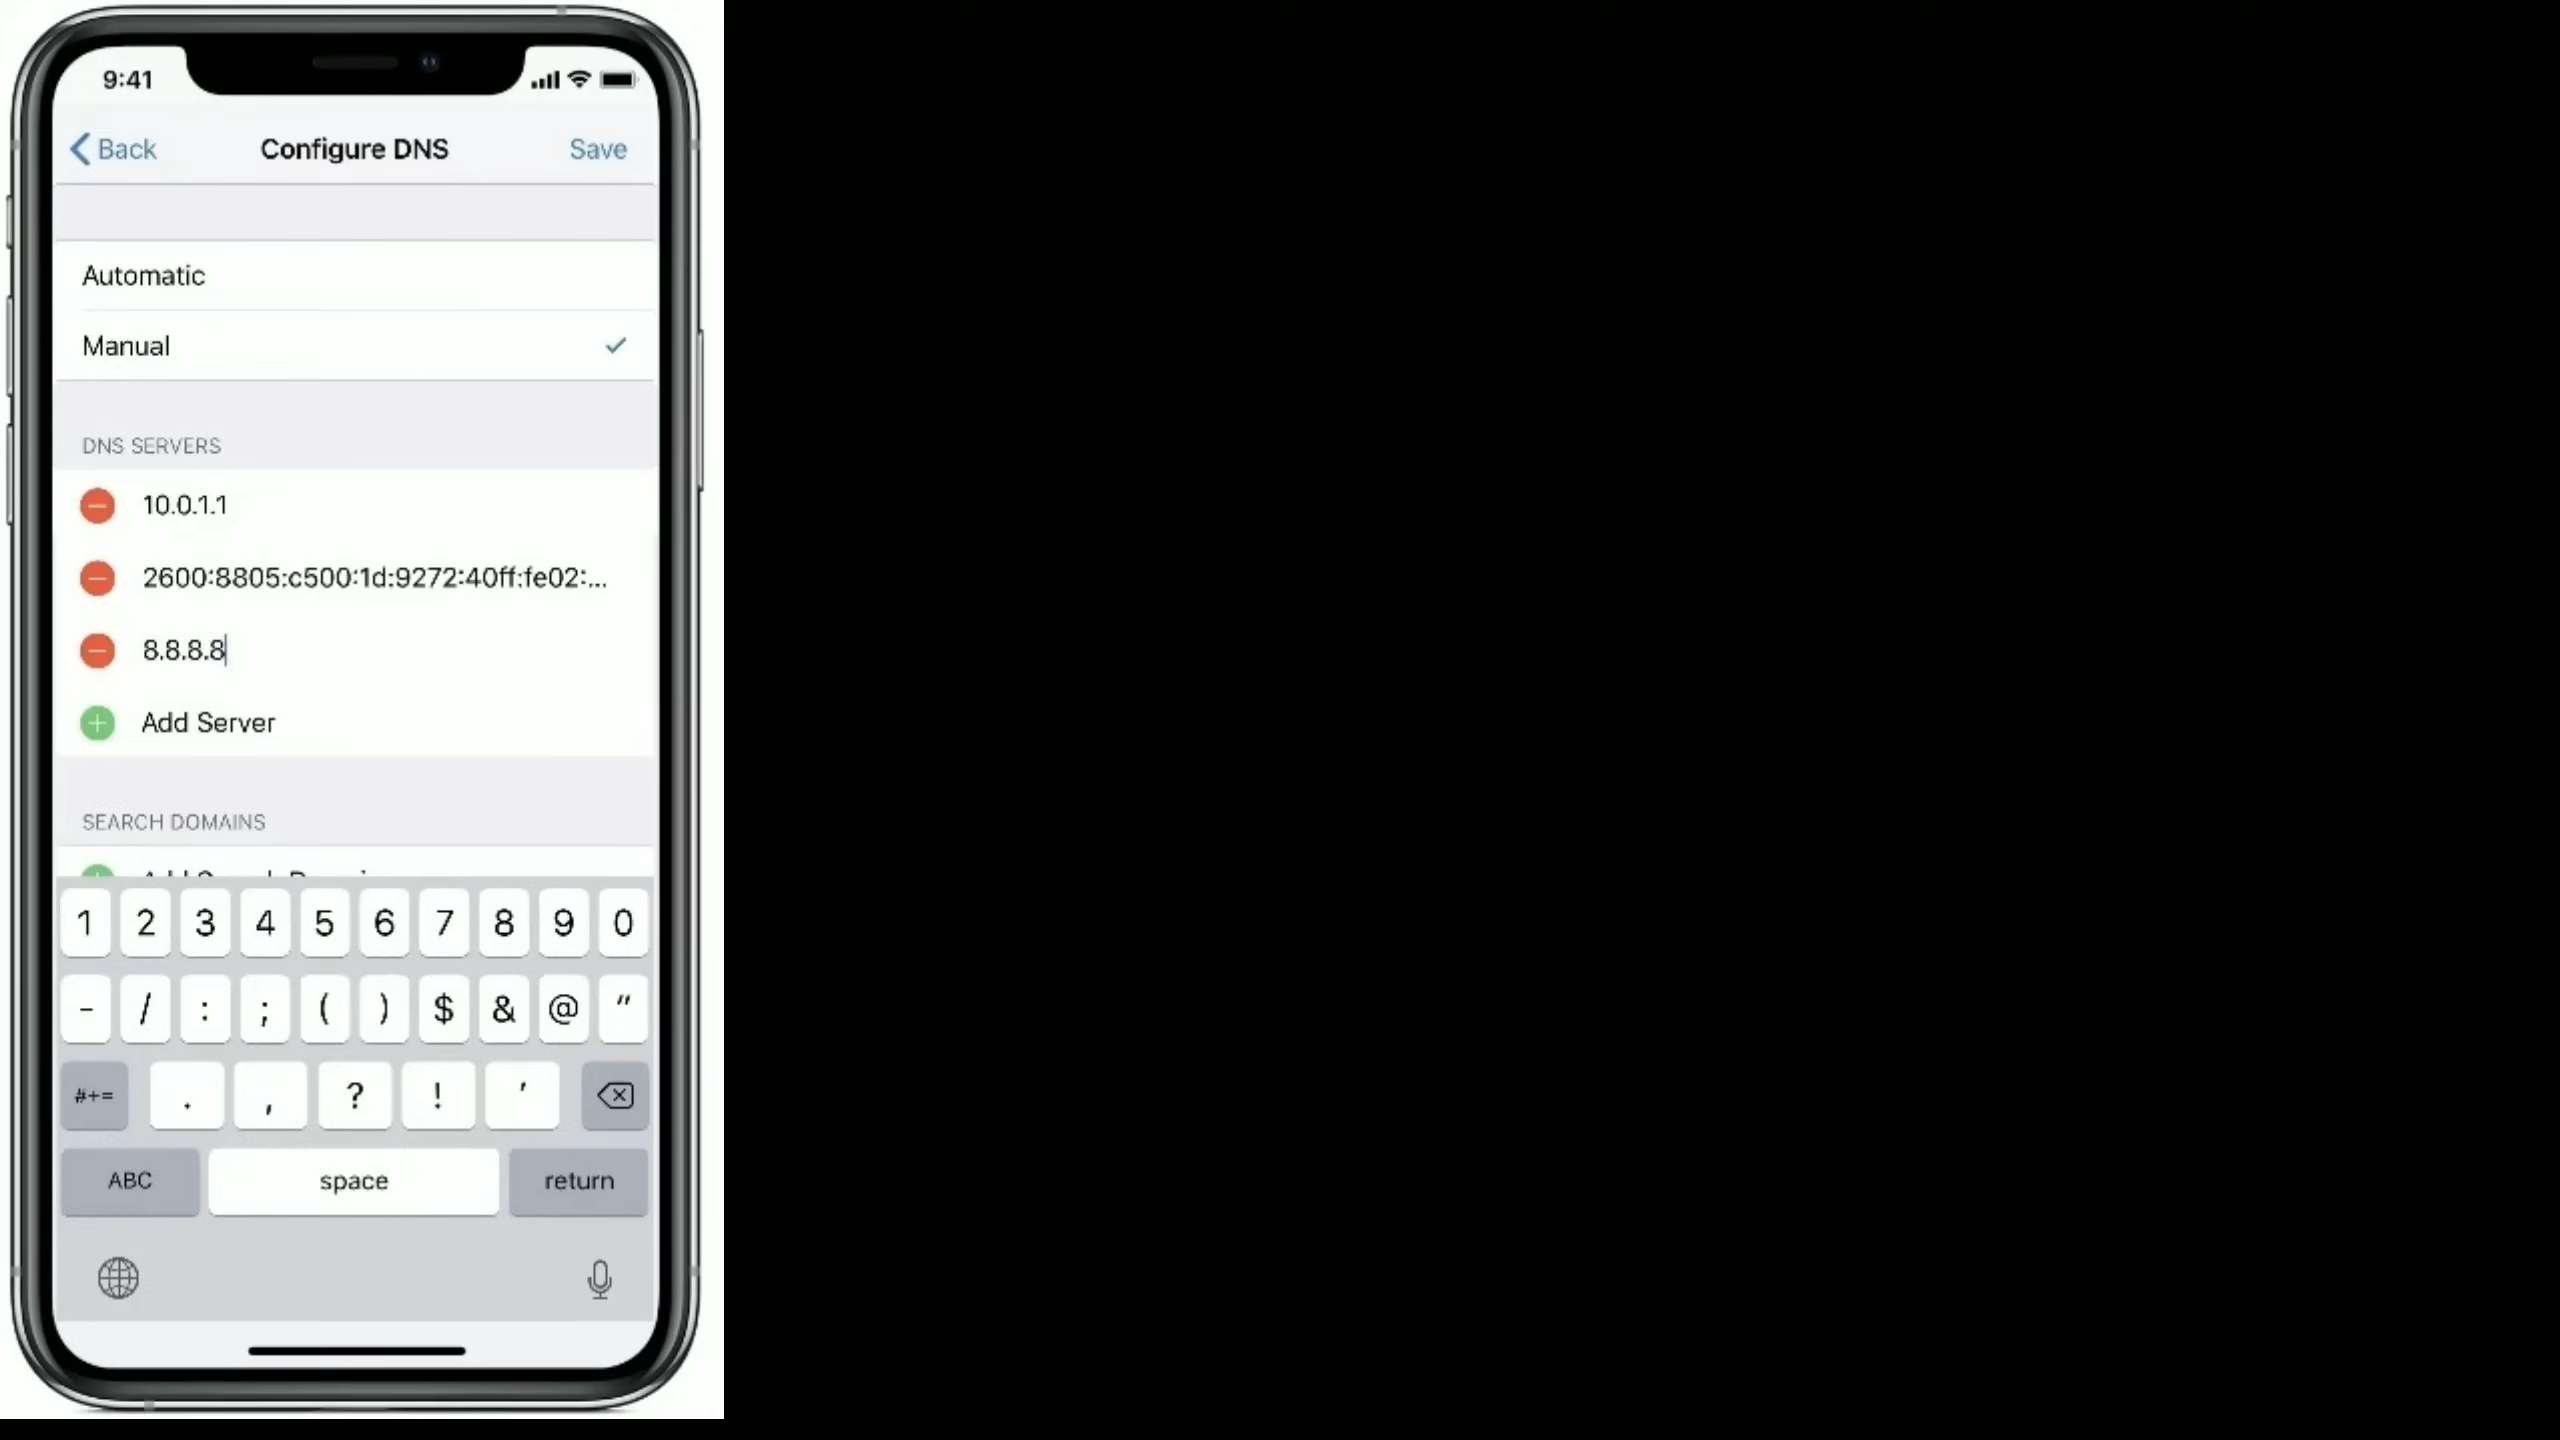 9:41
Back Configure DNS Save
Automatic
Manual
DNS SERVERS
10.0.1.1
2600:8805:c500:1d:9272:40ff:fe02:...
8.8.8.8
Add Server
SEARCH DOMAINS
1 2 3 4 5 6 7 8 9 0
- / : ; ( ) $ & @ "
#+= . , ? ! '
ABC space return